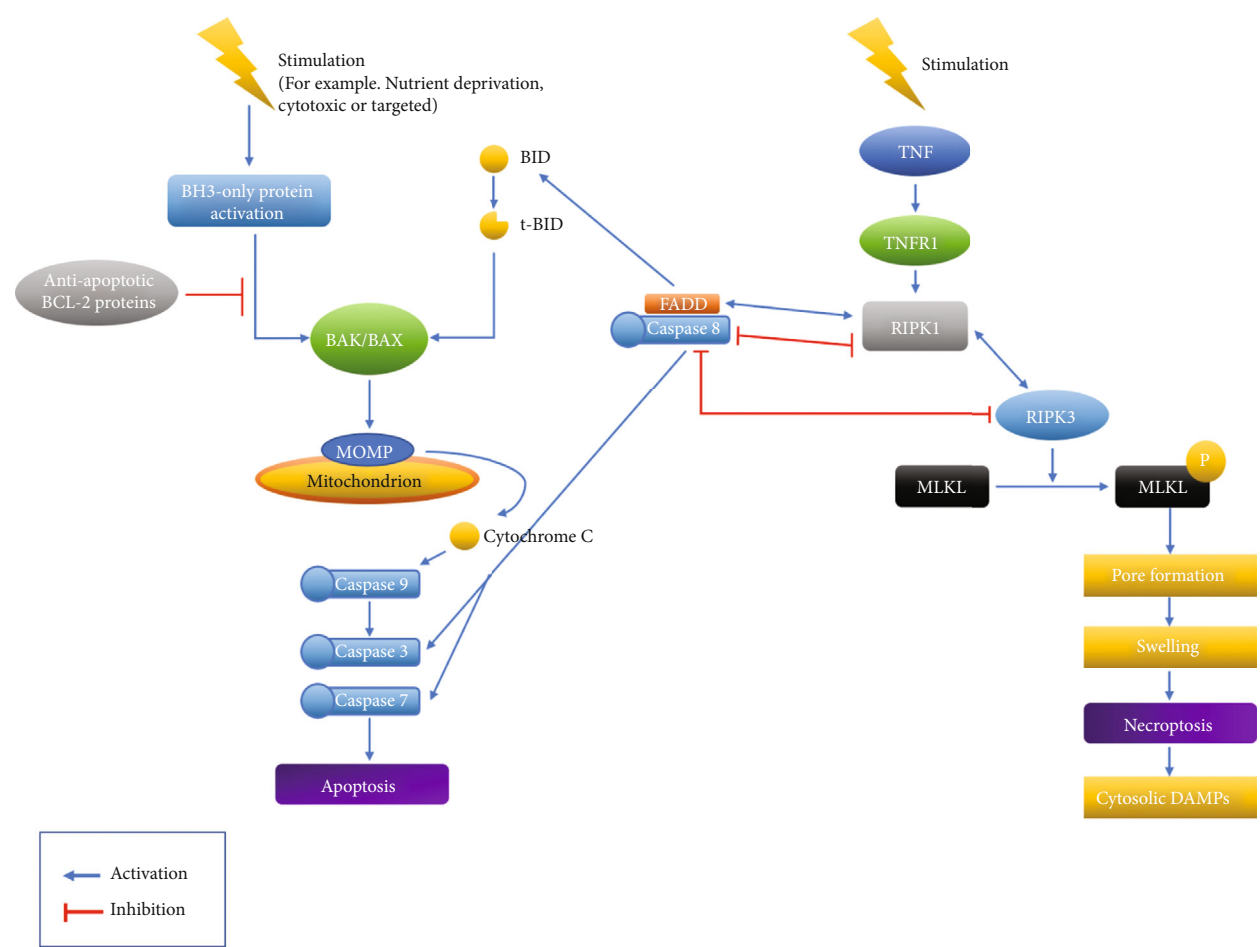 Stimulation
(For example. Nutrient deprivation,
cytotoxic or targeted)
BH3-only protein
activation
Anti-apoptotic
BCL-2 proteins
BID
t-BID
BAK/BAX
MOMP
Mitochondrion
Cytochrome C
Caspase 9
Caspase 3
Caspase 7
Apoptosis
Stimulation
TNF
TNFR1
FADD
Caspase 8
RIPK1
RIPK3
MLKL
P
MLKL
Pore formation
Swelling
Necroptosis
Cytosolic DAMPs
Activation
Inhibition